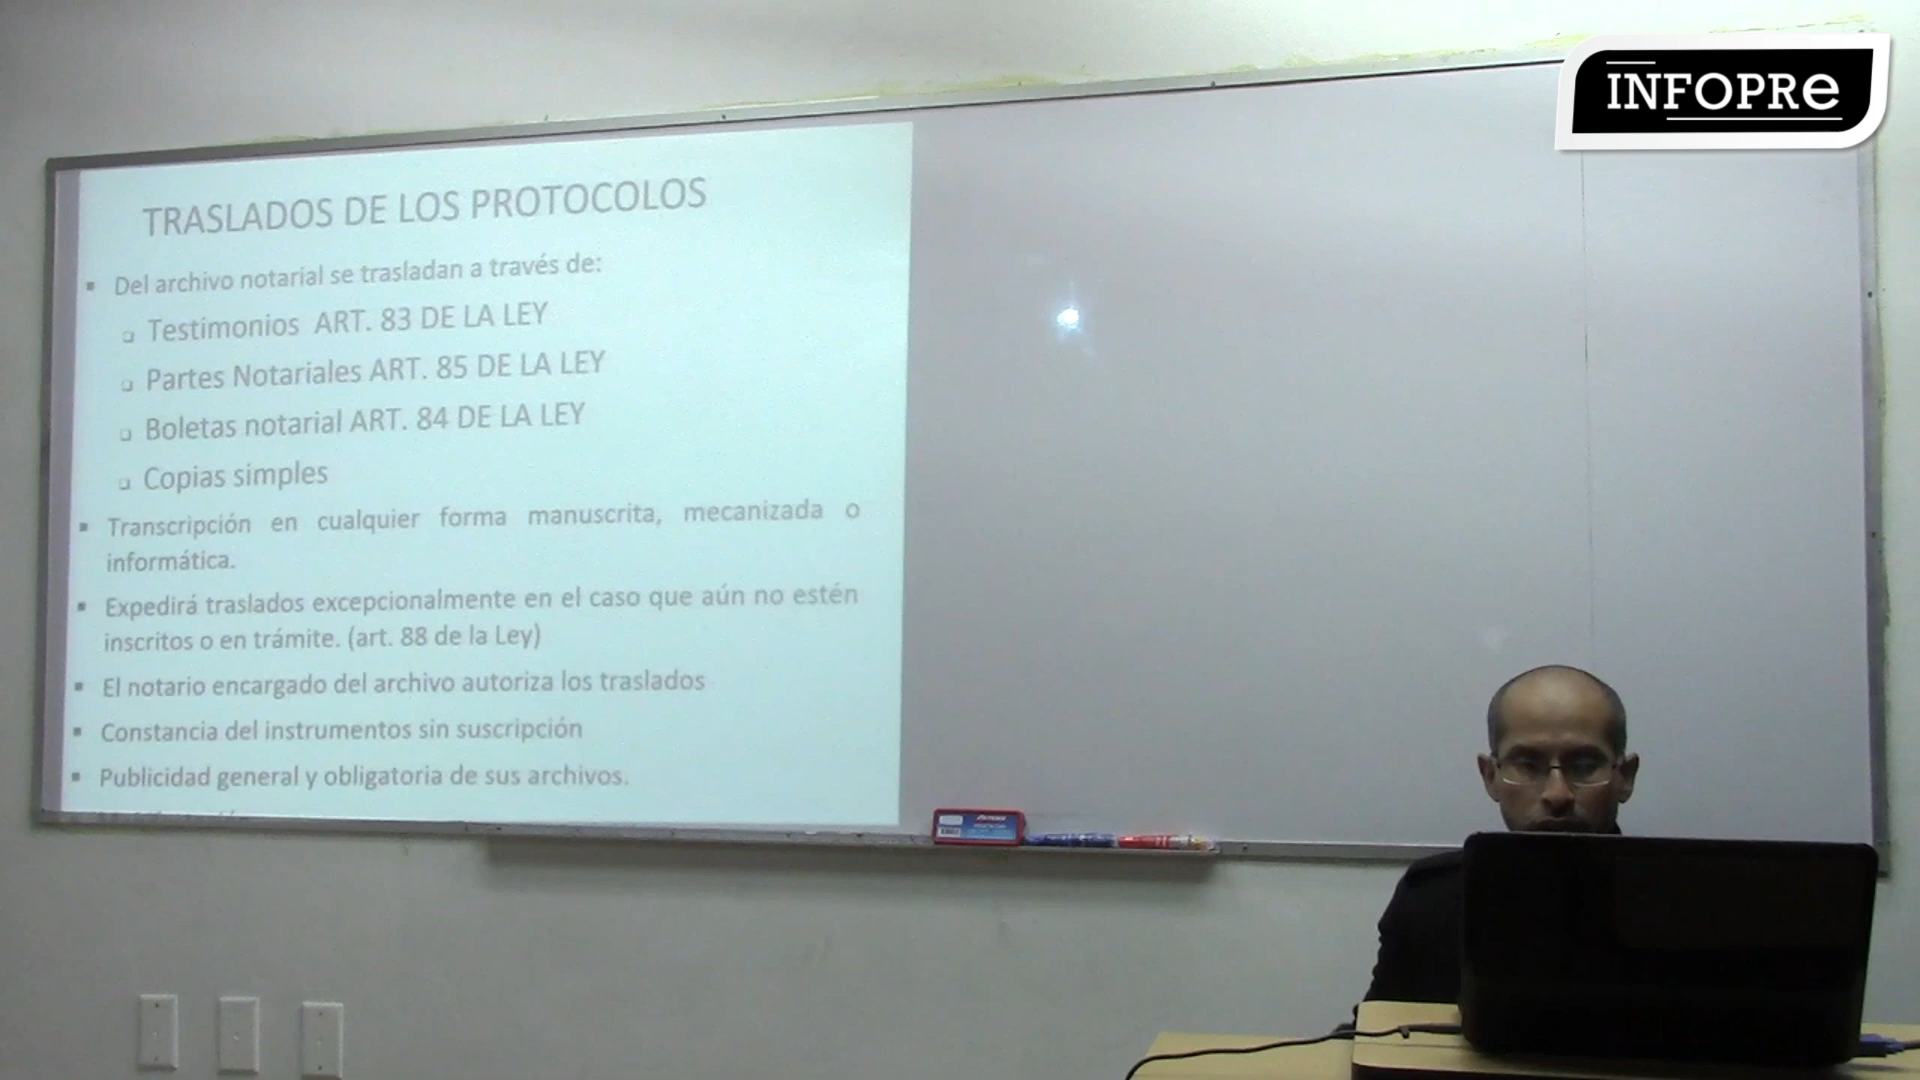 INFOPRe
TRASLADOS DE LOS PROTOCOLOS
▪ Del archivo notarial se trasladan a través de:
❑ Testimonios ART. 83 DE LA LEY
❑ Partes Notariales ART. 85 DE LA LEY
❑ Boletas notarial ART. 84 DE LA LEY
❑ Copias simples
▪ Transcripción en cualquier forma manuscrita, mecanizada o
informática.
▪ Expedirá traslados excepcionalmente en el caso que aún no estén
inscritos o en trámite. (art. 88 de la Ley)
▪ El notario encargado del archivo autoriza los traslados
▪ Constancia del instrumentos sin suscripción
▪ Publicidad general y obligatoria de sus archivos.